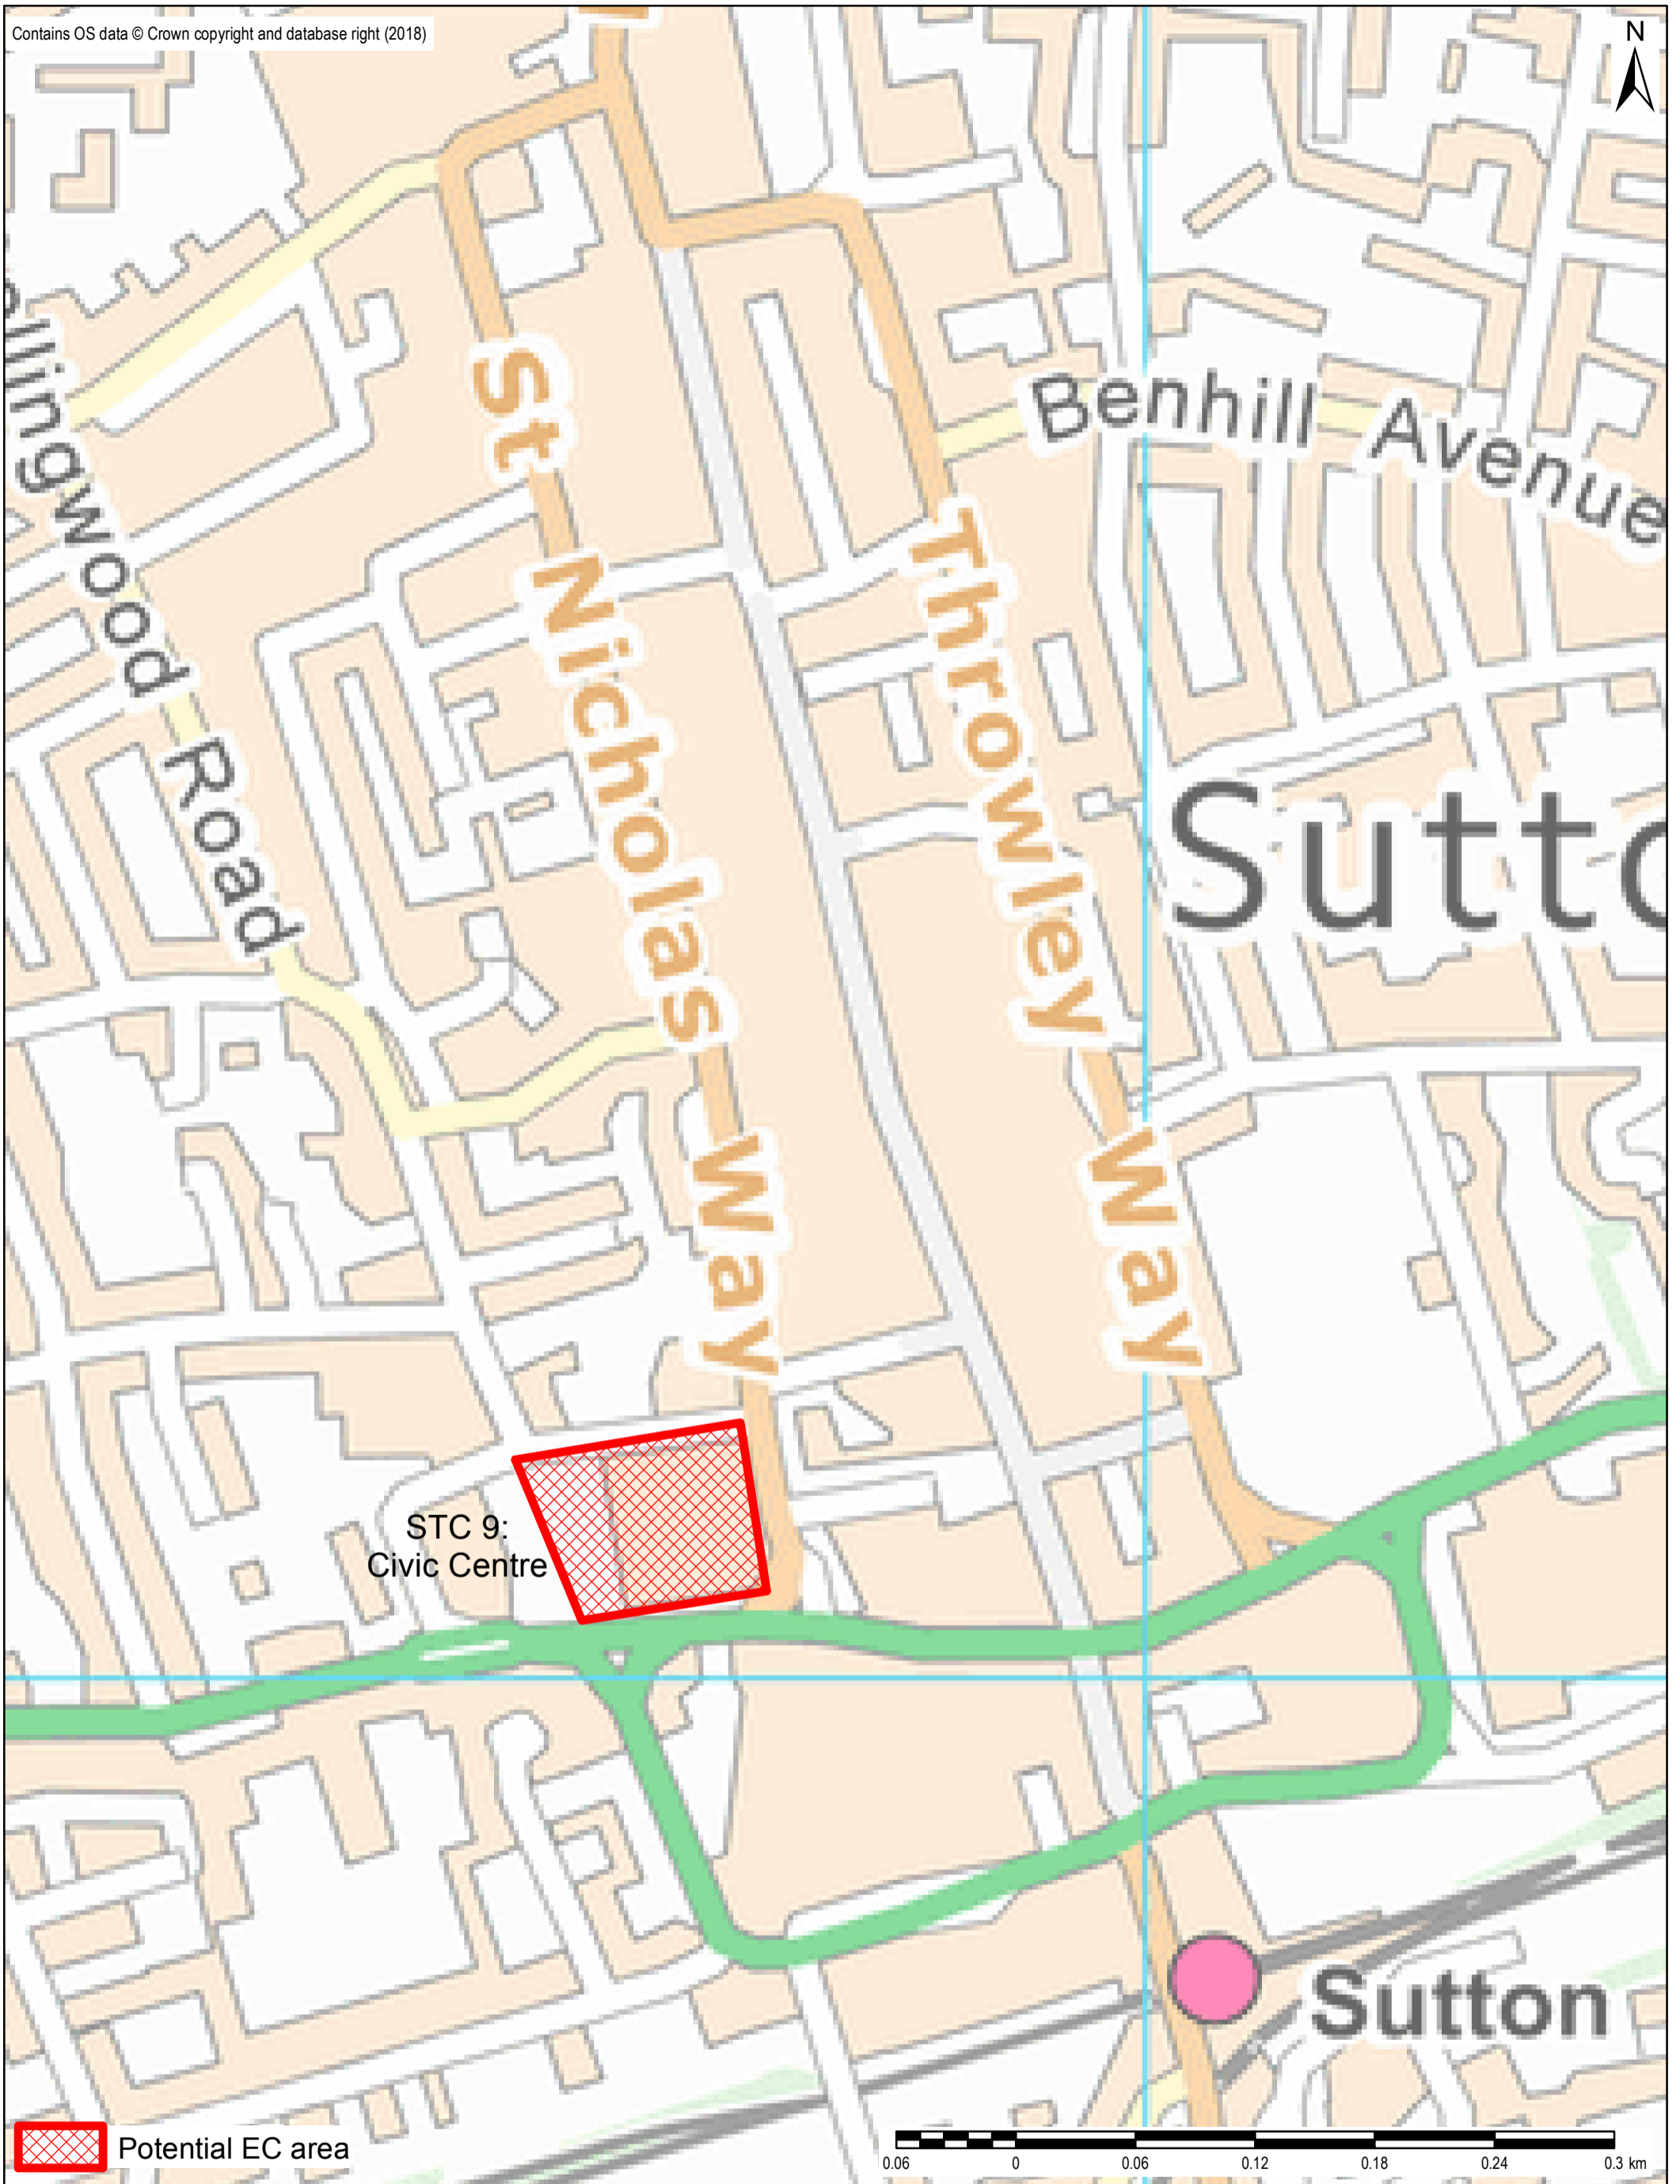 Contains OS data © Crown copyright and database right (2018)
N
St Nicholas Way
Throwley Way
Benhill Avenue
Road
Sutto
STC 9:
Civic Centre
Sutton
Potential EC area
0.06 0 0.06 0.12 0.18 0.24 0.3 km